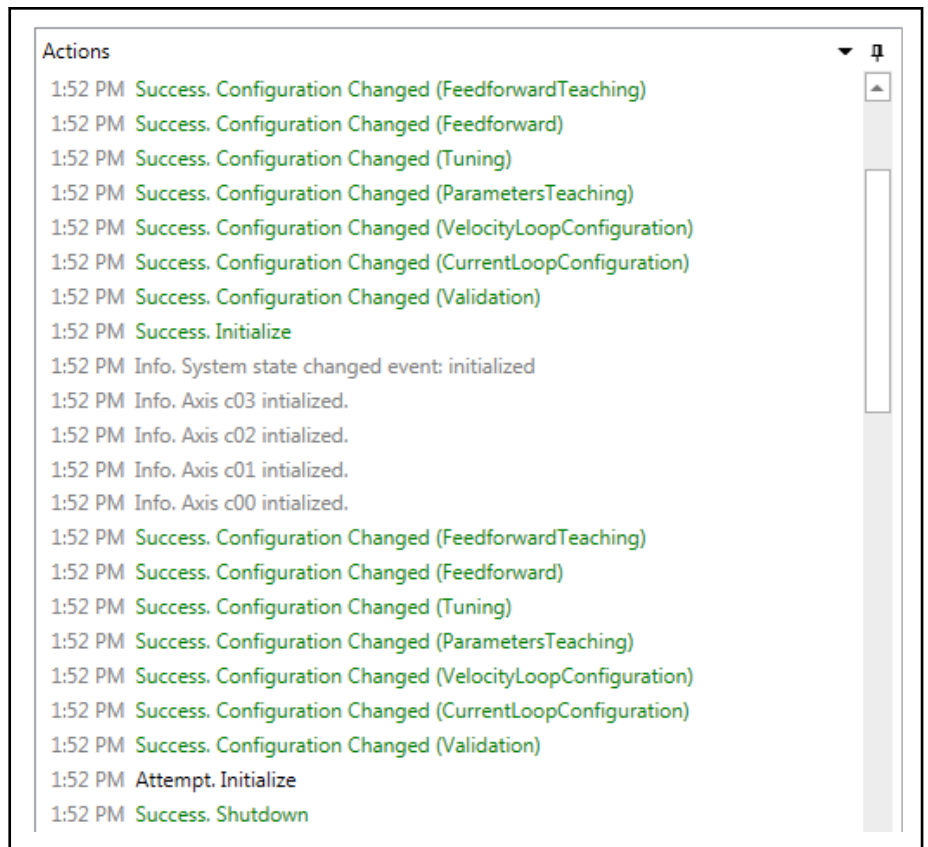 Actions
1:52 PM Success. Configuration Changed (FeedforwardTeaching)
1:52 PM Success. Configuration Changed (Feedforward)
1:52 PM Success. Configuration Changed (Tuning)
1:52 PM Success. Configuration Changed (ParametersTeaching)
1:52 PM Success. Configuration Changed (VelocityLoopConfiguration)
1:52 PM Success. Configuration Changed (CurrentLoopConfiguration)
1:52 PM Success. Configuration Changed (Validation)
1:52 PM Success. Initialize
1:52 PM Info. System state changed event: initialized
1:52 PM Info. Axis c03 intialized.
1:52 PM Info. Axis c02 intialized.
1:52 PM Info. Axis c01 intialized.
1:52 PM Info. Axis c00 intialized.
1:52 PM Success. Configuration Changed (FeedforwardTeaching)
1:52 PM Success. Configuration Changed (Feedforward)
1:52 PM Success. Configuration Changed (Tuning)
1:52 PM Success. Configuration Changed (ParametersTeaching)
1:52 PM Success. Configuration Changed (VelocityLoopConfiguration)
1:52 PM Success. Configuration Changed (CurrentLoopConfiguration)
1:52 PM Success. Configuration Changed (Validation)
1:52 PM Attempt. Initialize
1:52 PM Success. Shutdown